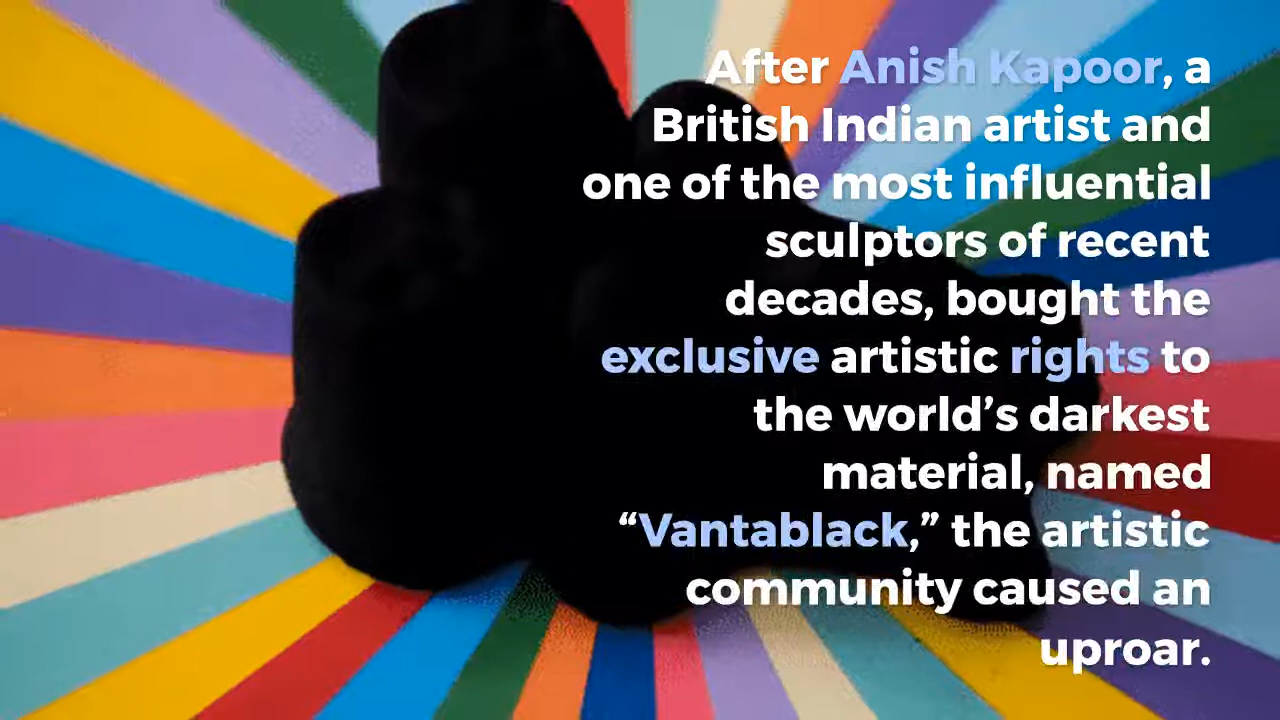 After Anish Kapoor, a
British Indian artist and
one of the most influential
sculptors of recent
decades, bought the
exclusive artistic rights to
the world’s darkest
material, named
“Vantablack,” the artistic
community caused an
uproar.